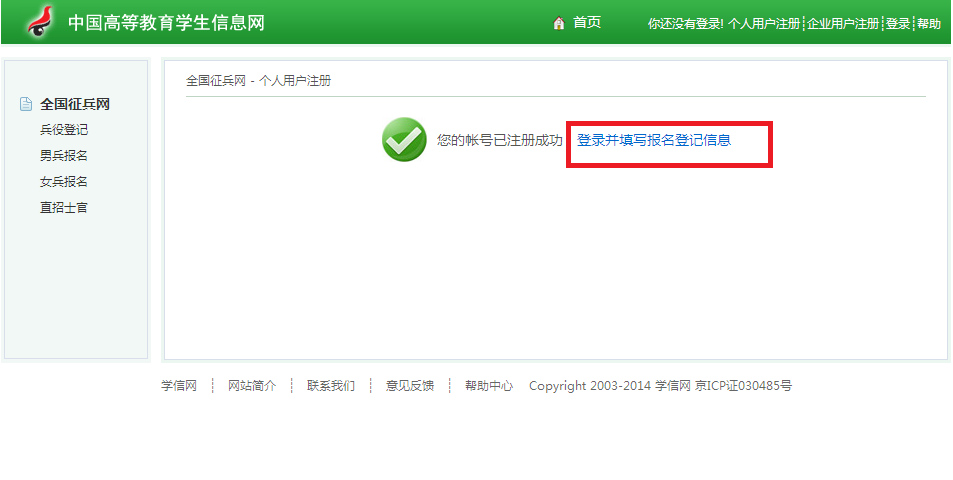 中国高等教育学生信息网
首页
你还没有登录! 个人用户注册 企业用户注册 登录 帮助
全国征兵网
兵役登记
男兵报名
女兵报名
直招士官
全国征兵网 - 个人用户注册
您的帐号已注册成功 登录并填写报名登记信息
学信网 网站简介 联系我们 意见反馈 帮助中心 Copyright 2003-2014 学信网 京ICP证030485号